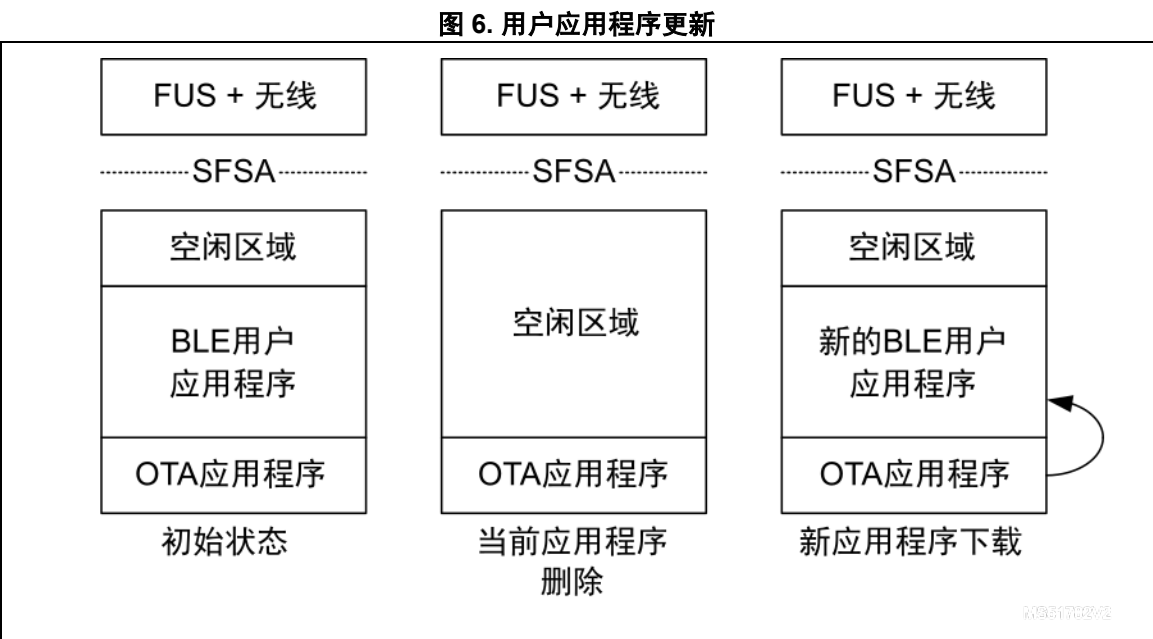 图 6. 用户应用程序更新
FUS + 无线
FUS + 无线
FUS + 无线
SFSA
SFSA
SFSA
空闲区域
BLE用户
应用程序
OTA应用程序
初始状态
空闲区域
OTA应用程序
当前应用程序
删除
空闲区域
新的BLE用户
应用程序
OTA应用程序
新应用程序下载